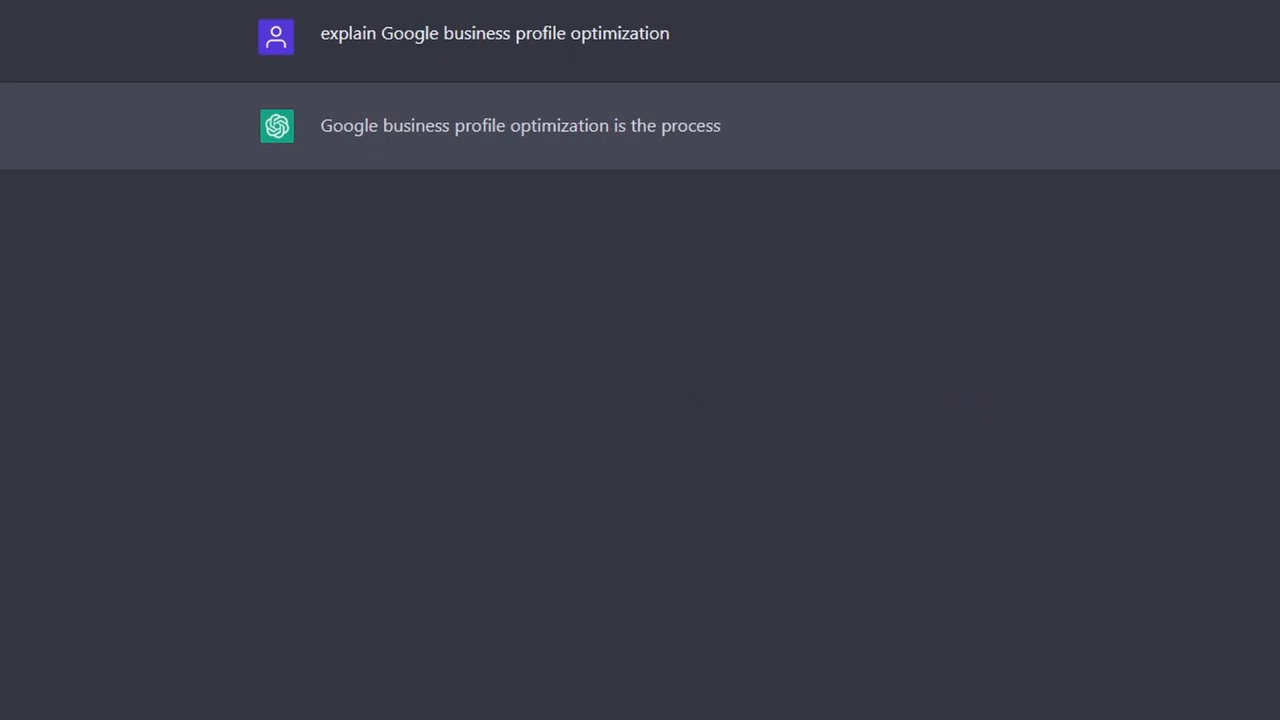 explain Google business profile optimization
Google business profile optimization is the process